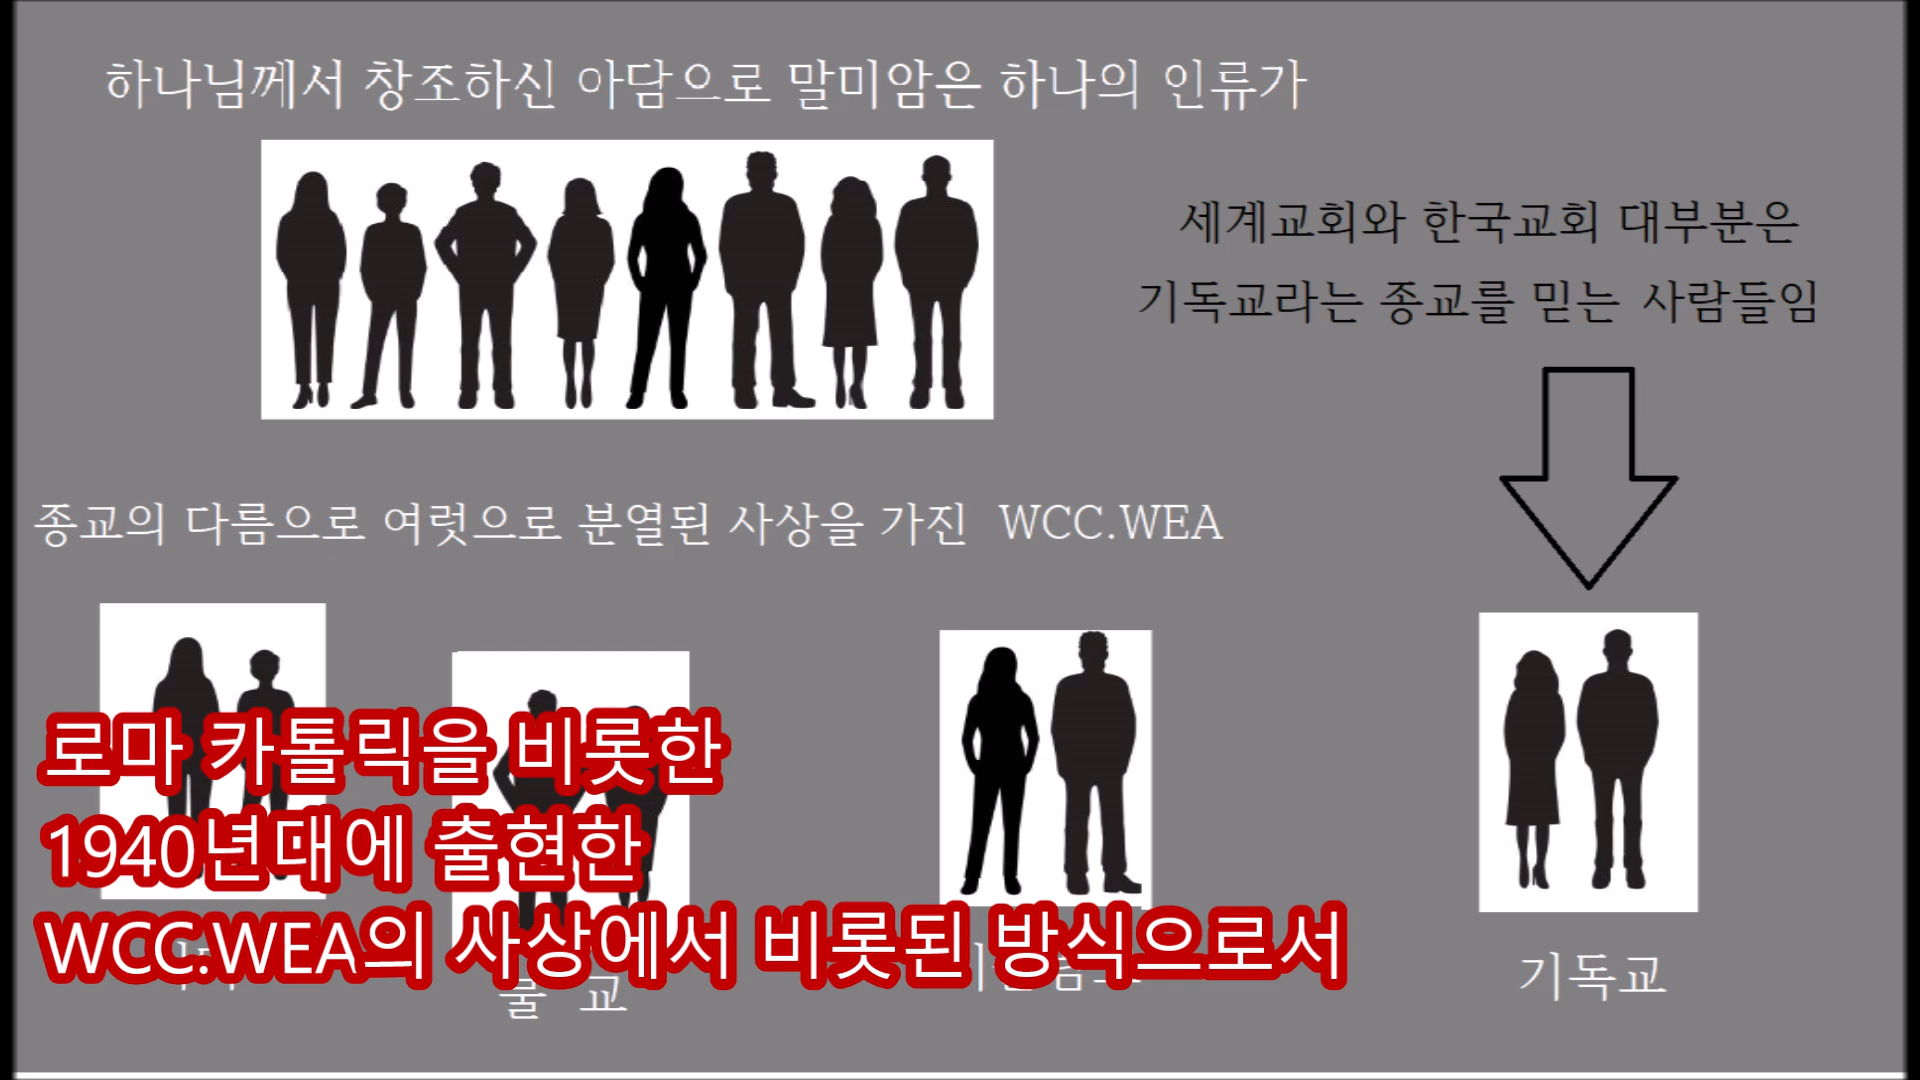 하나님께서 창조하신 아담으로 말미암은 하나의 인류가
세계교회와 한국교회 대부분은
기독교라는 종교를 믿는 사람들임
종교의 다름으로 여럿으로 분열된 사상을 가진 WCC.WEA
로마 카톨릭을 비롯한
1940년대에 출현한
WCC.WEA의 사상에서 비롯된 방식으로서
불 교
기독교